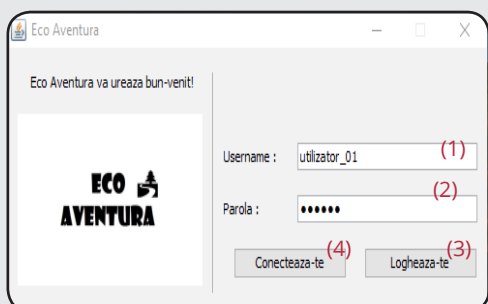 Eco Aventura
Eco Aventura va ureaza bun-venit!
ECO
AVENTURA
Username : utilizator_01 (1)
(2)
Parola : ●●●●●●
Conecteaza-te (4) Logheaza-te (3)